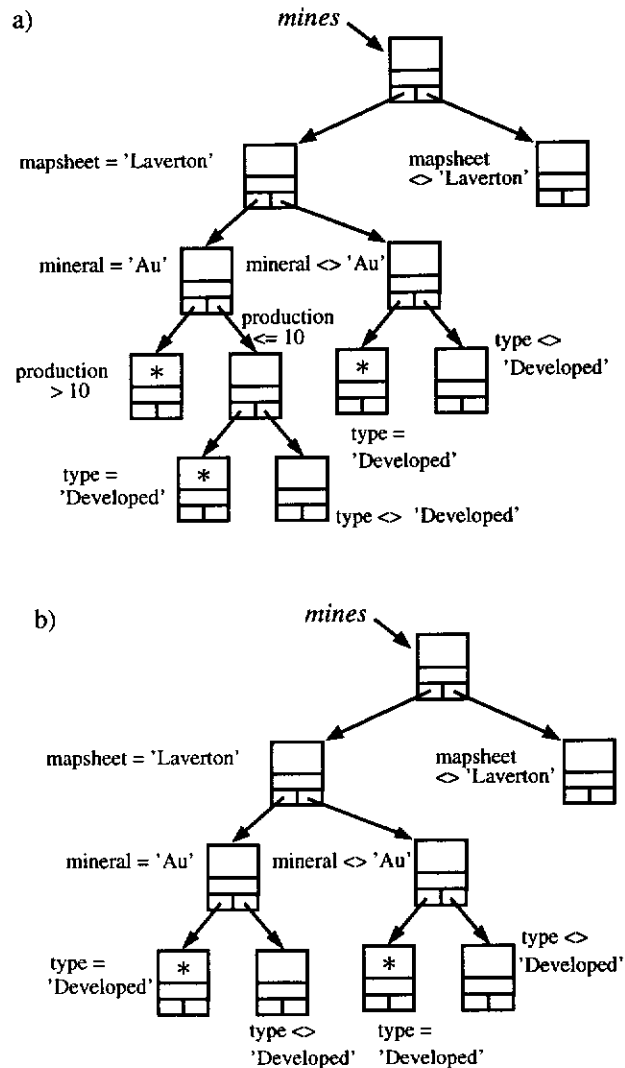 a)
mines
mapsheet = 'Laverton'
mapsheet
<> 'Laverton'
mineral = 'Au'
mineral <> 'Au'
production
<= 10
production
> 10
*
*
type <>
'Developed'
type =
'Developed'
type =
'Developed'
*
type <> 'Developed'
b)
mines
mapsheet = 'Laverton'
mapsheet
<> 'Laverton'
mineral = 'Au'
mineral <> 'Au'
type =
'Developed'
*
*
type <>
'Developed'
type <>
'Developed'
type =
'Developed'